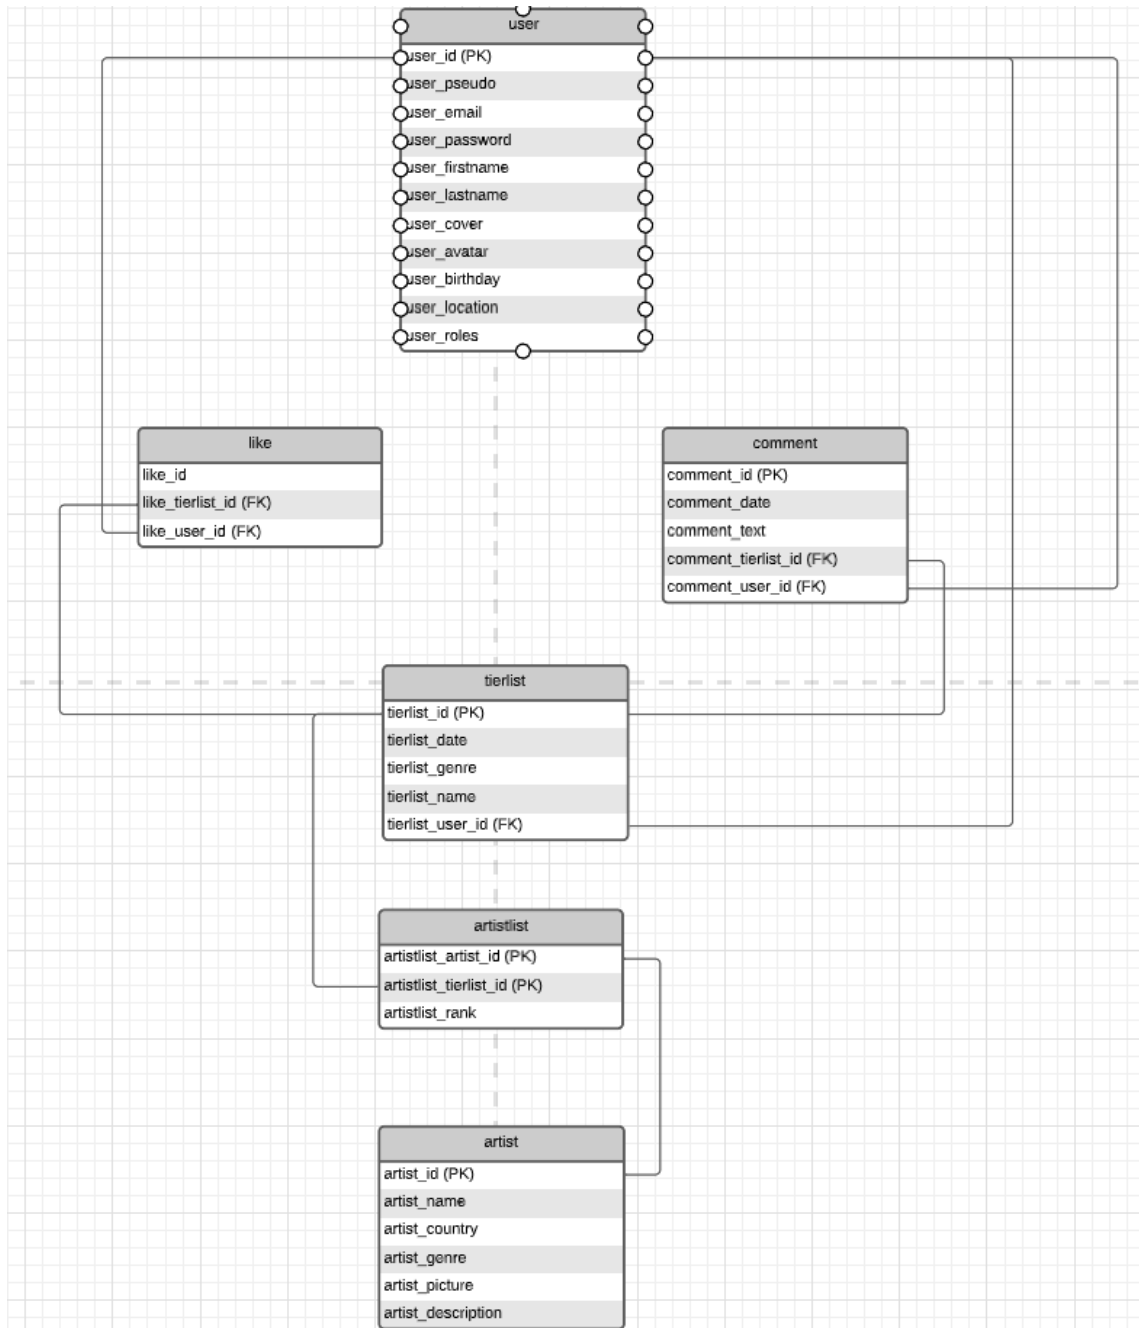 user
user_id (PK)
user_pseudo
user_email
user_password
user_firstname
user_lastname
user_cover
user_avatar
user_birthday
user_location
user_roles
like
like_id
like_tierlist_id (FK)
like_user_id (FK)
comment
comment_id (PK)
comment_date
comment_text
comment_tierlist_id (FK)
comment_user_id (FK)
tierlist
tierlist_id (PK)
tierlist_date
tierlist_genre
tierlist_name
tierlist_user_id (FK)
artistlist
artistlist_artist_id (PK)
artistlist_tierlist_id (PK)
artistlist_rank
artist
artist_id (PK)
artist_name
artist_country
artist_genre
artist_picture
artist_description